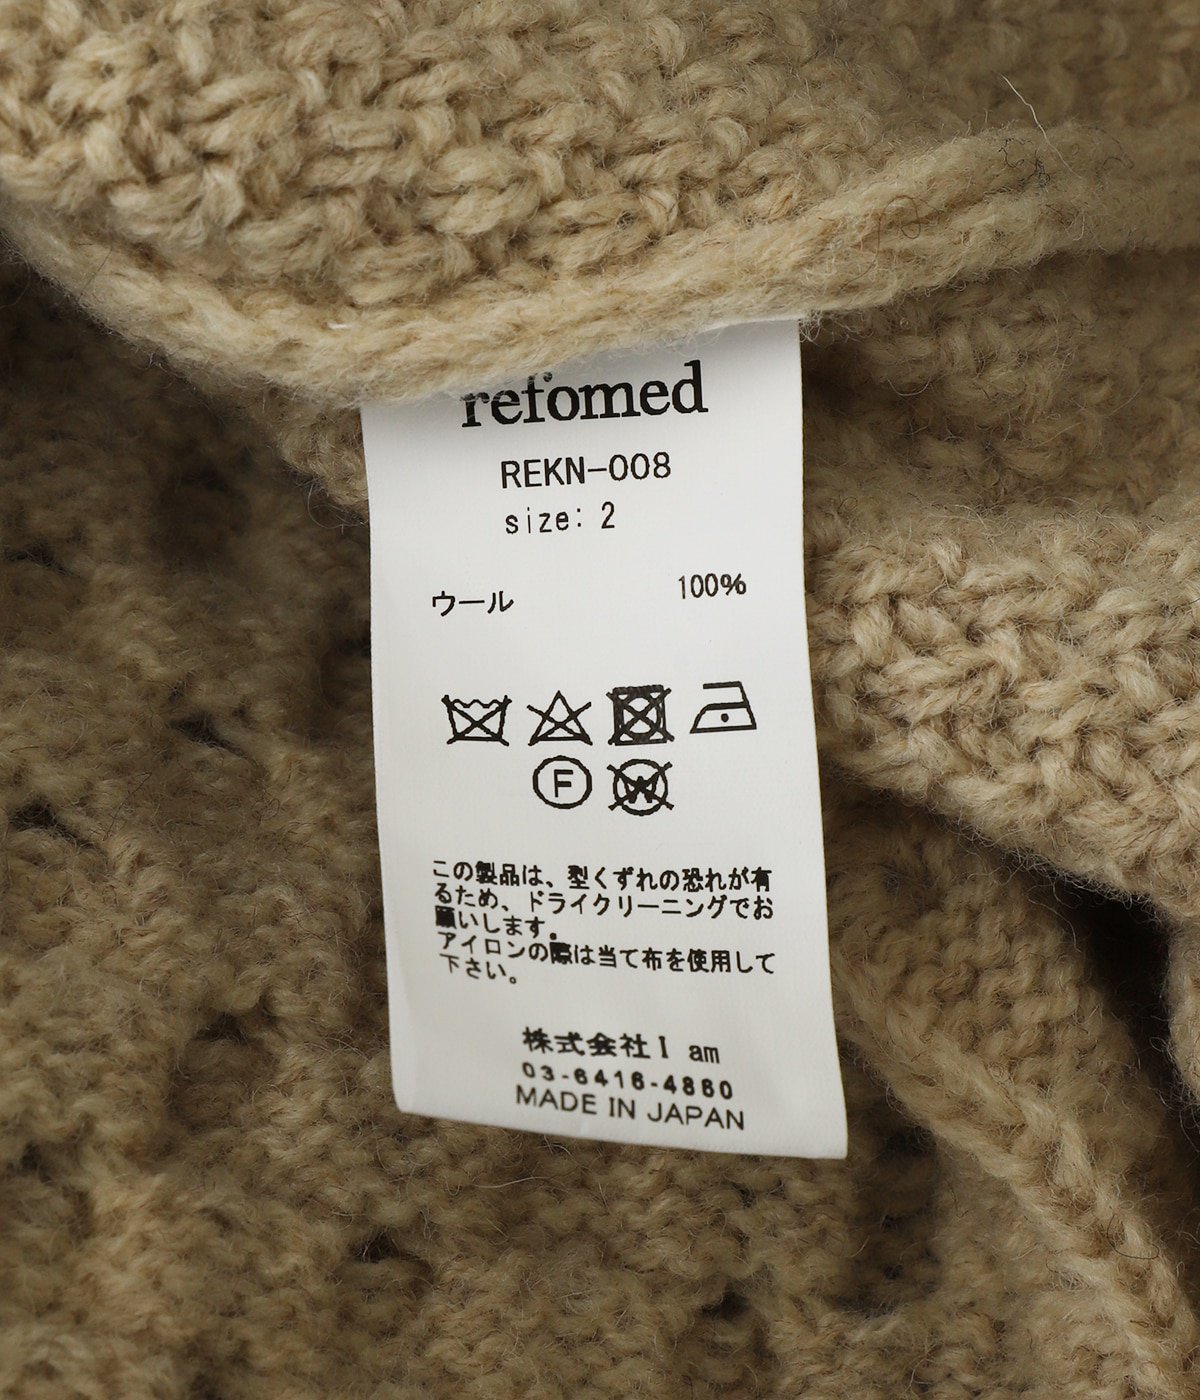 refomed
REKN-008
size: 2
ウール 100%
F
W
この製品は、型くずれの恐れが有
るため、ドライクリーニングでお
願いします。
アイロンの際は当て布を使用して
下さい。
株式会社I am
03-6416-4860
MADE IN JAPAN